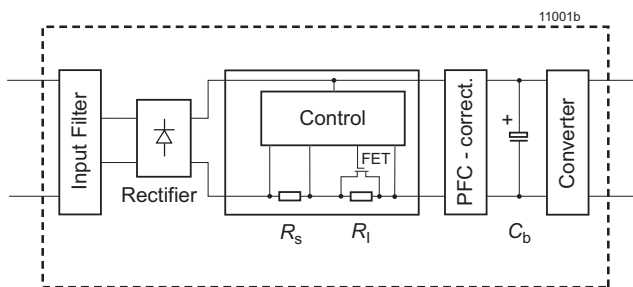 11001b
Input Filter
Rectifier
Control
FET
Rs
Rl
PFC - correct.
+
Cb
Converter